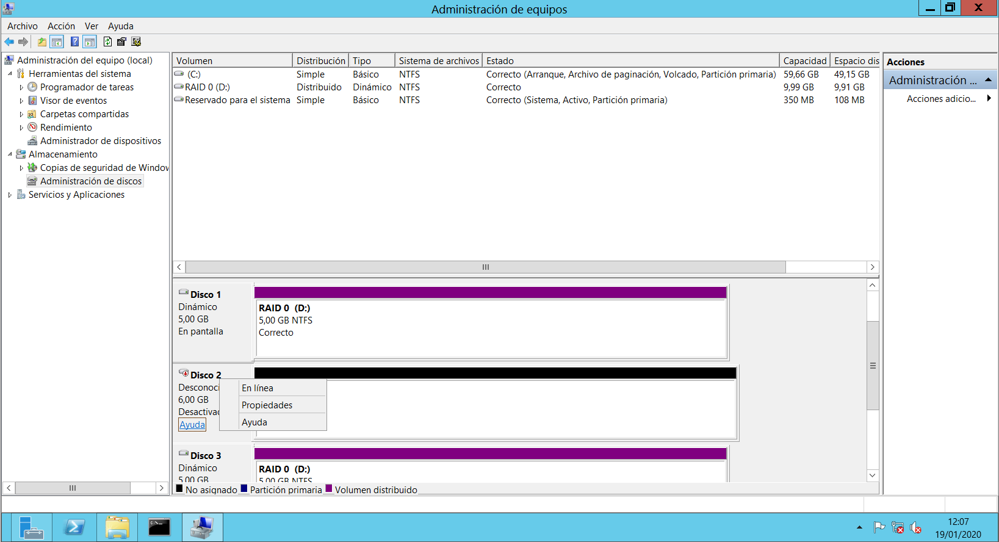 Administración de equipos
Archivo Acción Ver Ayuda
Administración del equipo (local)
Herramientas del sistema
Programador de tareas
Visor de eventos
Carpetas compartidas
Rendimiento
Administrador de dispositivos
Almacenamiento
Copias de seguridad de Window
Administración de discos
Servicios y Aplicaciones
Volumen Distribución Tipo Sistema de archivos Estado Capacidad Espacio dis
(C:) Simple Básico NTFS Correcto (Arranque, Archivo de paginación, Volcado, Partición primaria) 59,66 GB 49,15 GB
RAID 0 (D:) Distribuido Dinámico NTFS Correcto 9,99 GB 9,91 GB
Reservado para el sistema Simple Básico NTFS Correcto (Sistema, Activo, Partición primaria) 350 MB 108 MB
Disco 1
Dinámico
5,00 GB
En pantalla
RAID 0 (D:)
5,00 GB NTFS
Correcto
Disco 2
Desconoci
6,00 GB
Desactivad
Ayuda
En línea
Propiedades
Ayuda
Disco 3
Dinámico
5,00 GB
RAID 0 (D:)
5,00 GB NTFS
No asignado Partición primaria Volumen distribuido
Acciones
Administración ...
Acciones adicio...
12:07
19/01/2020